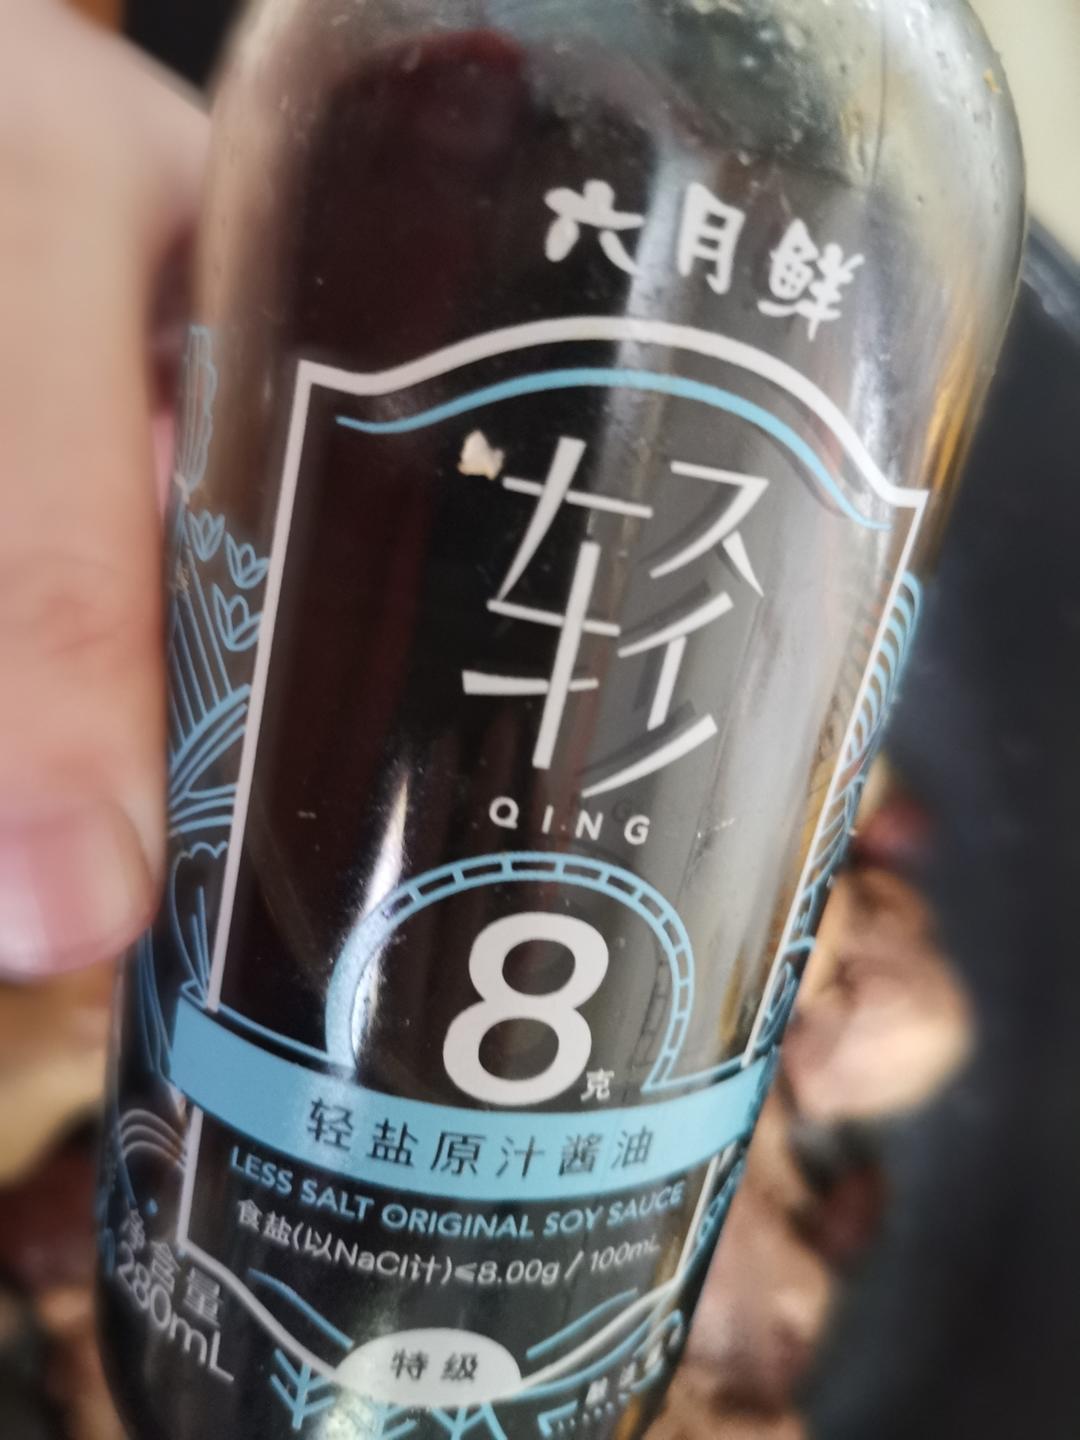 六月鲜
轻
QING
8克
轻盐原汁酱油
LESS SALT ORIGINAL SOY SAUCE
食盐(以NaCl计)≤8.00g/100mL
净含量
280mL
特级